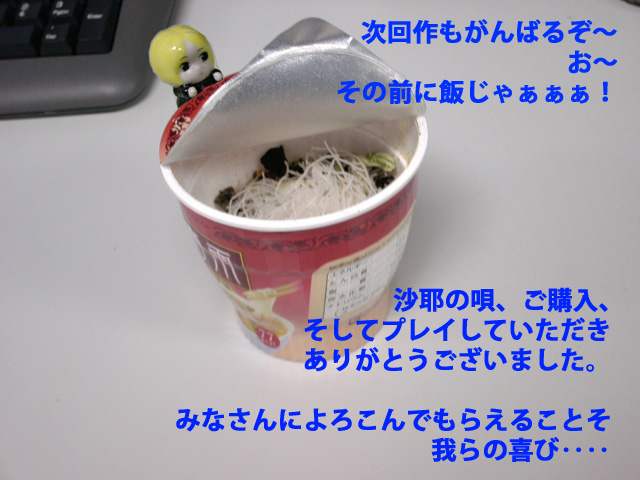 次回作もがんばるぞ～
お～
その前に飯じゃぁぁぁ！
沙耶の唄、ご購入、
そしてプレイしていただき
ありがとうございました。
みなさんによろこんでもらえることそ
我らの喜び‥‥